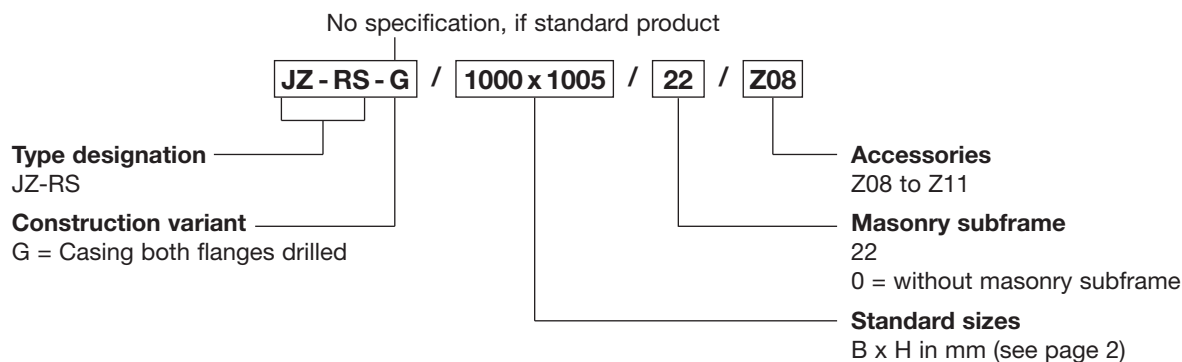 No specification, if standard product
JZ - RS - G / 1000 x 1005 / 22 / Z08
Type designation
JZ-RS
Construction variant
G = Casing both flanges drilled
Accessories
Z08 to Z11
Masonry subframe
22
0 = without masonry subframe
Standard sizes
B x H in mm (see page 2)